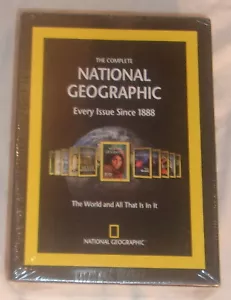 THE COMPLETE
NATIONAL
GEOGRAPHIC
Every Issue Since 1888
The World and All That Is In It
NATIONAL GEOGRAPHIC